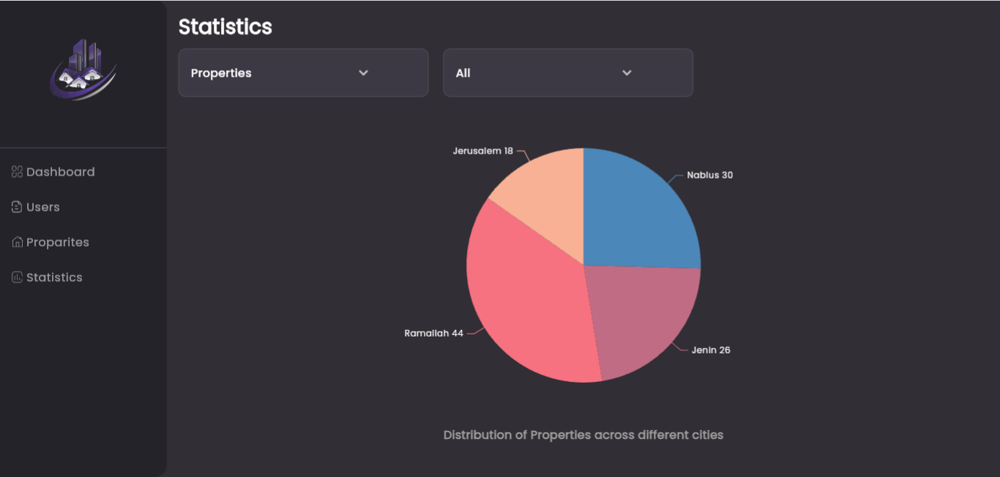 Statistics
Properties
All
Dashboard
Users
Proparites
Statistics
Jerusalem 18
Nablus 30
Ramallah 44
Jenin 26
Distribution of Properties across different cities